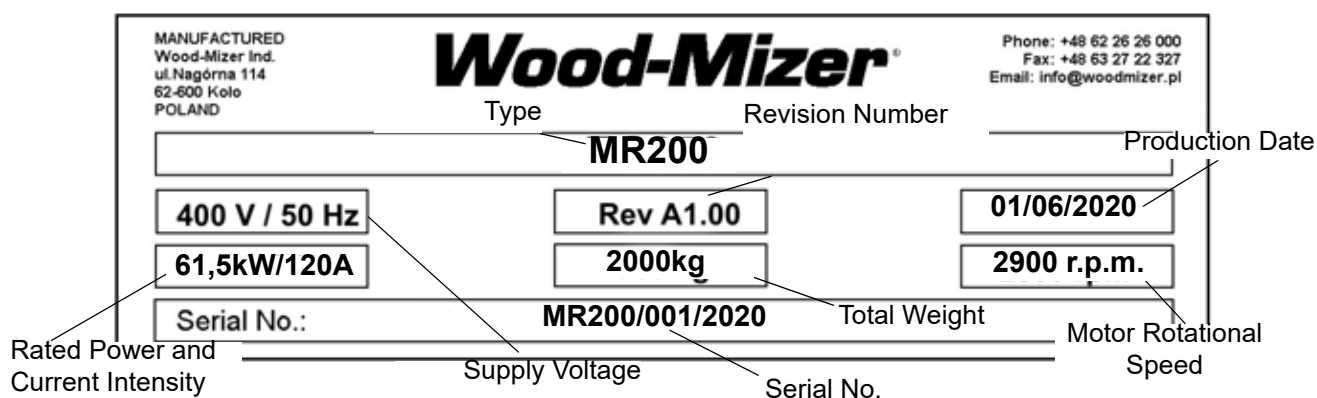 MANUFACTURED
Wood-Mizer Ind.
ul.Nagórna 114
62-600 Kolo
POLAND
Wood-Mizer®
Phone: +48 62 26 26 000
Fax: +48 63 27 22 327
Email: info@woodmizer.pl
Type
Revision Number
Production Date
MR200
400 V / 50 Hz
Rev A1.00
01/06/2020
61,5kW/120A
2000kg
2900 r.p.m.
Serial No.:
MR200/001/2020
Total Weight
Motor Rotational
Speed
Rated Power and
Current Intensity
Supply Voltage
Serial No.